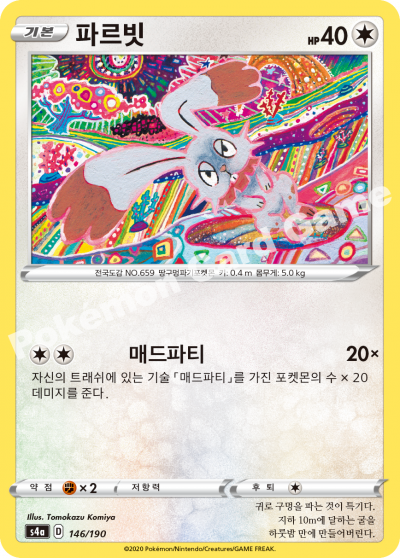 기본 파르빗 HP 40
전국도감 NO.659 땅구멍파기포켓몬 키: 0.4 m 몸무게: 5.0 kg
매드파티 20×
자신의 트래쉬에 있는 기술 「매드파티」를 가진 포켓몬의 수 × 20
데미지를 준다.
약점 ×2 저항력 후퇴
Illus. Tomokazu Komiya
s4a D 146/190
귀로 구멍을 파는 것이 특기다.
지하 10m에 달하는 굴을
하룻밤 만에 만들어버린다.
©2020 Pokémon/Nintendo/Creatures/GAME FREAK.
Pokémon Card Game